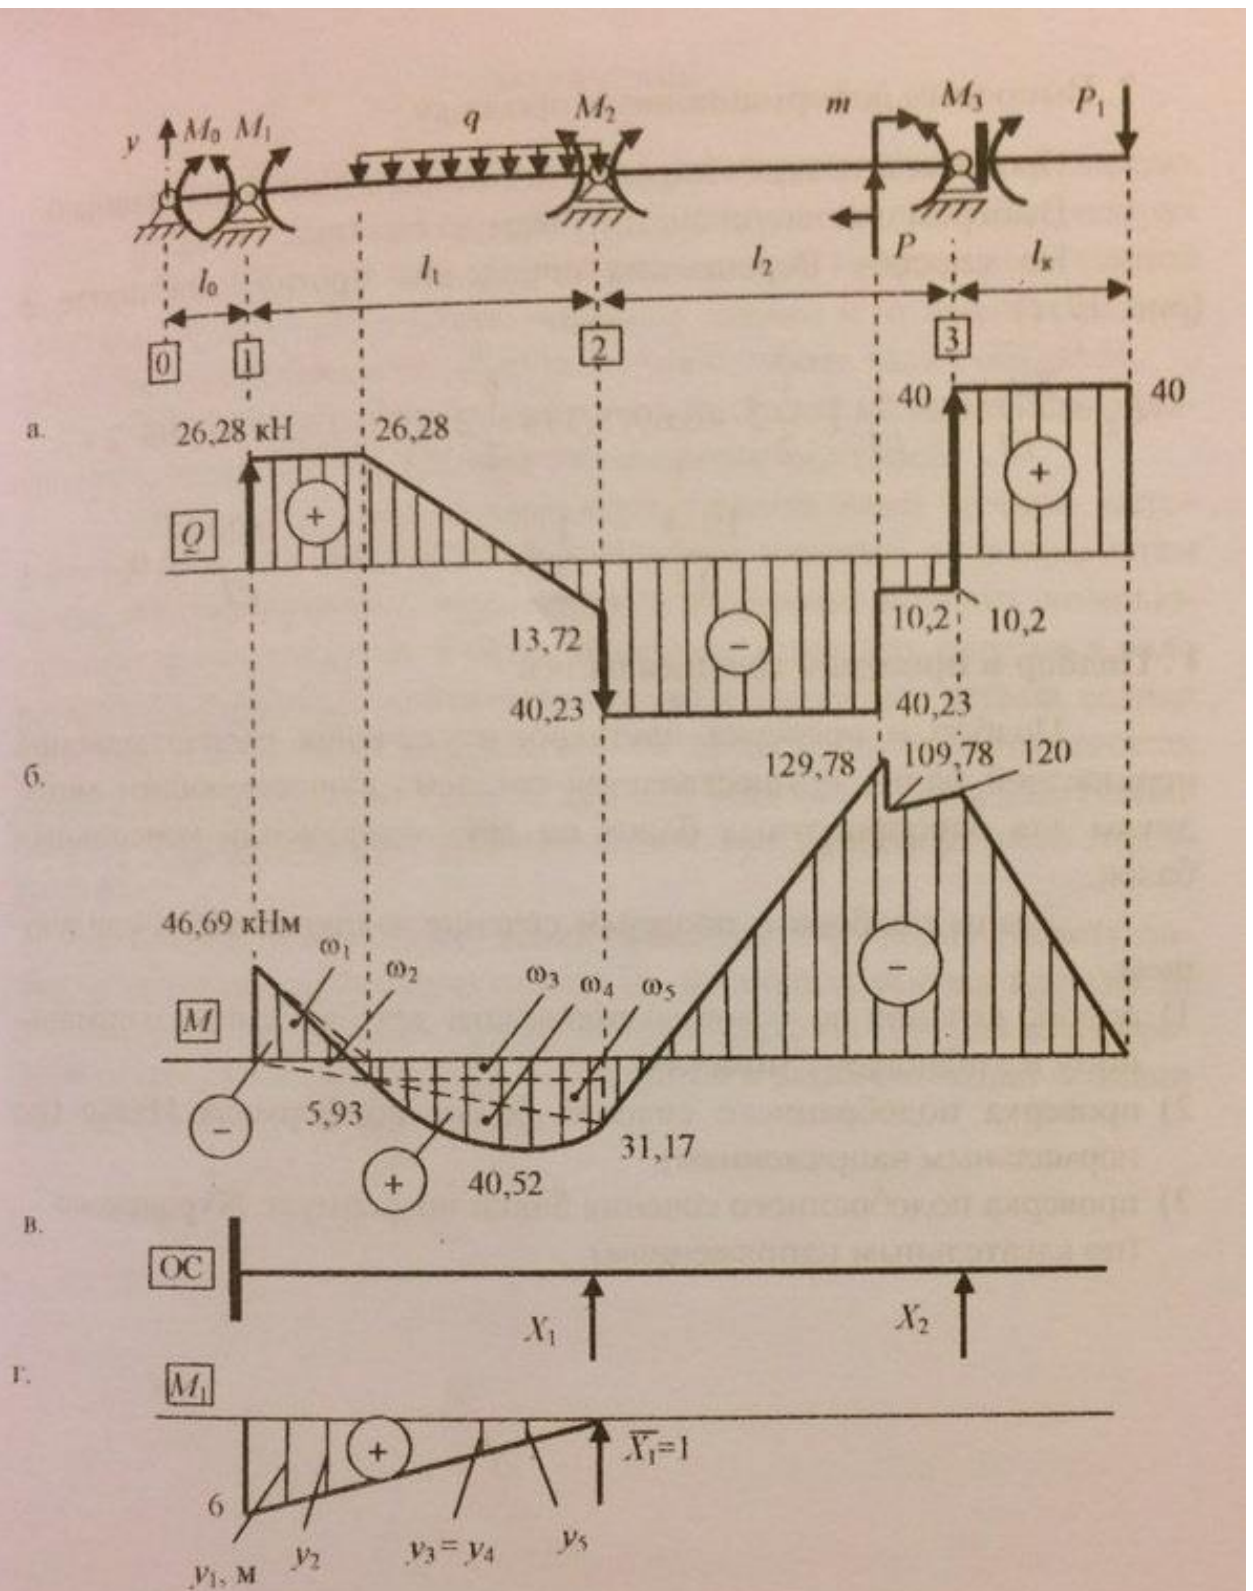 y M₀ M₁ q M₂ m M₃ P₁
P
l₀ l₁ l₂ lк
0 1 2 3
а.
26,28 кН 26,28 40 40
+ +
Q
13,72 – 10,2 10,2
40,23 40,23
б.
129,78 109,78 120
46,69 кНм
ω₁ ω₂ ω₃ ω₄ ω₅
M –
– 5,93 + 40,52 31,17
в.
ОС
X₁ X₂
г.
M₁
+ X̅₁=1
6
y₁, м y₂ y₃ = y₄ y₅